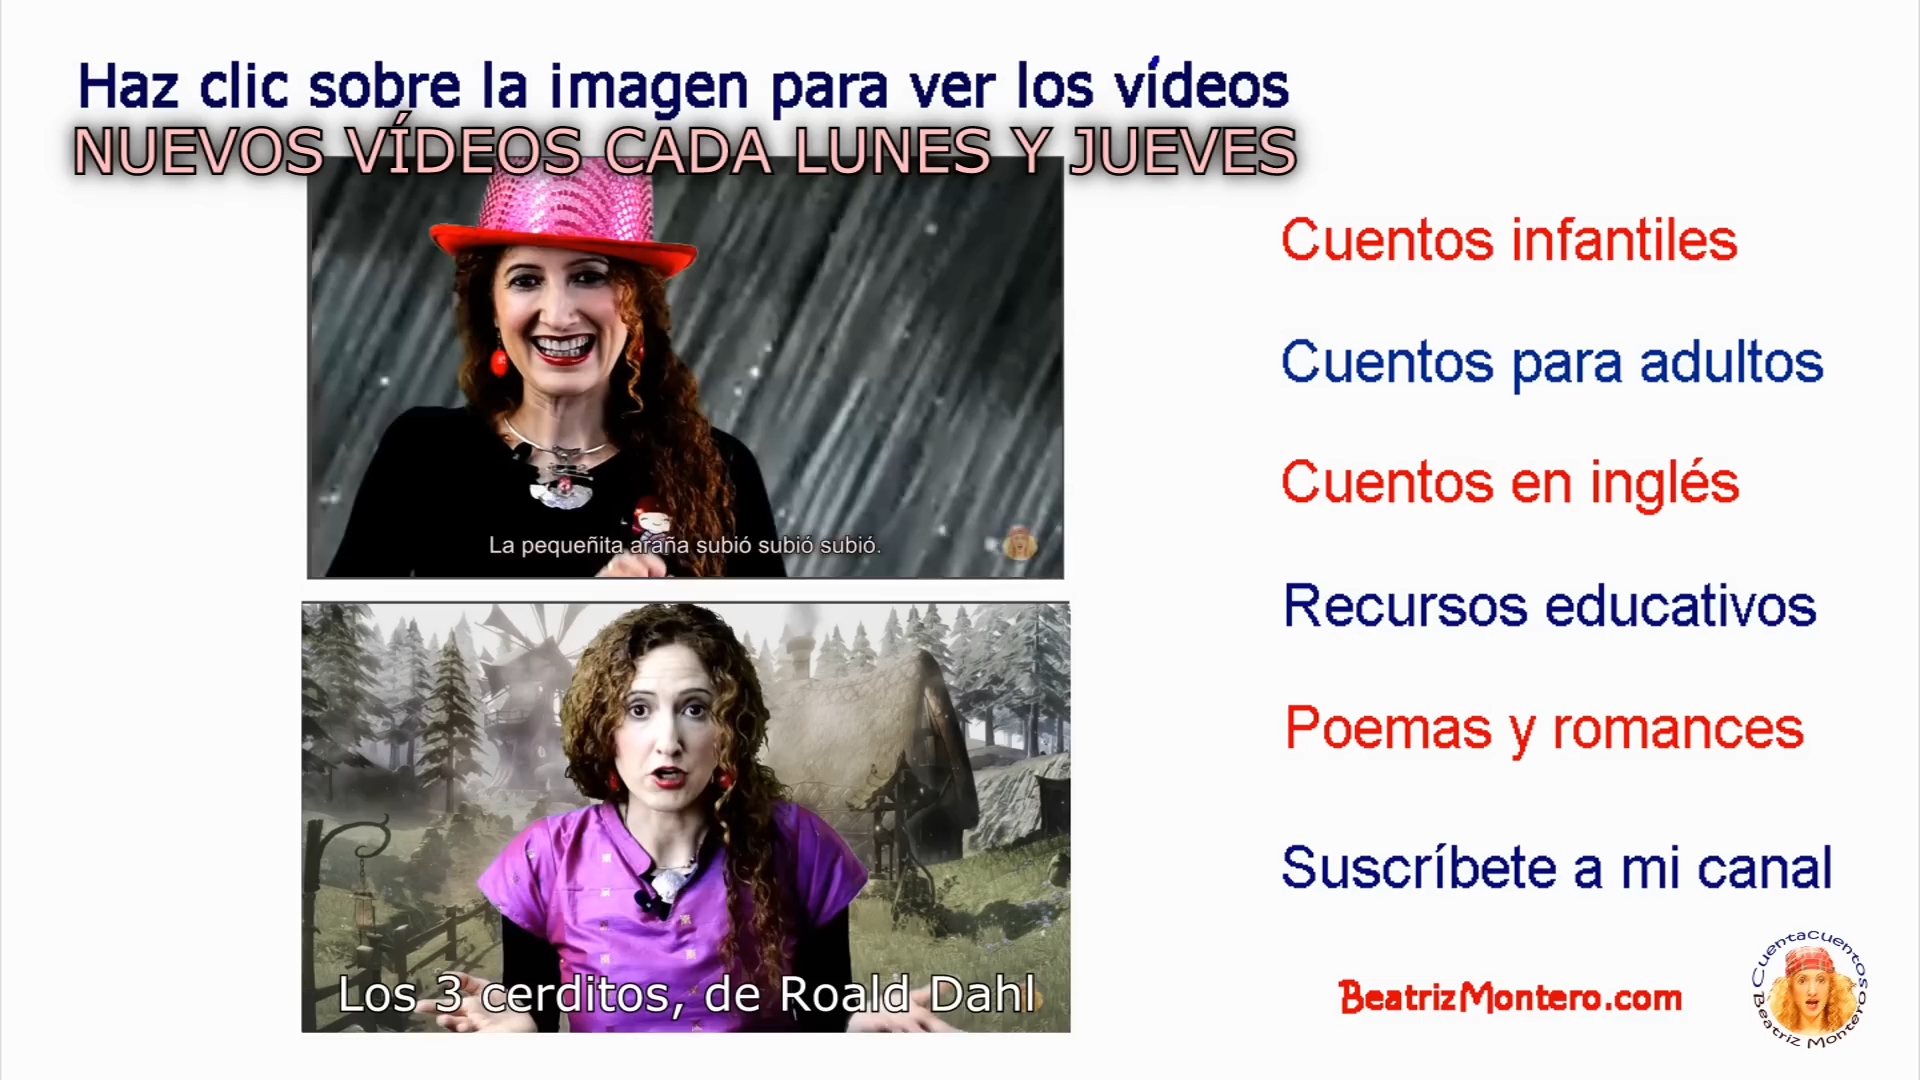 Haz clic sobre la imagen para ver los vídeos
NUEVOS VÍDEOS CADA LUNES Y JUEVES
La pequeñita araña subió subió subió.
Los 3 cerditos, de Roald Dahl
Cuentos infantiles
Cuentos para adultos
Cuentos en inglés
Recursos educativos
Poemas y romances
Suscríbete a mi canal
BeatrizMontero.com
CuentaCuentos
Beatriz Montero